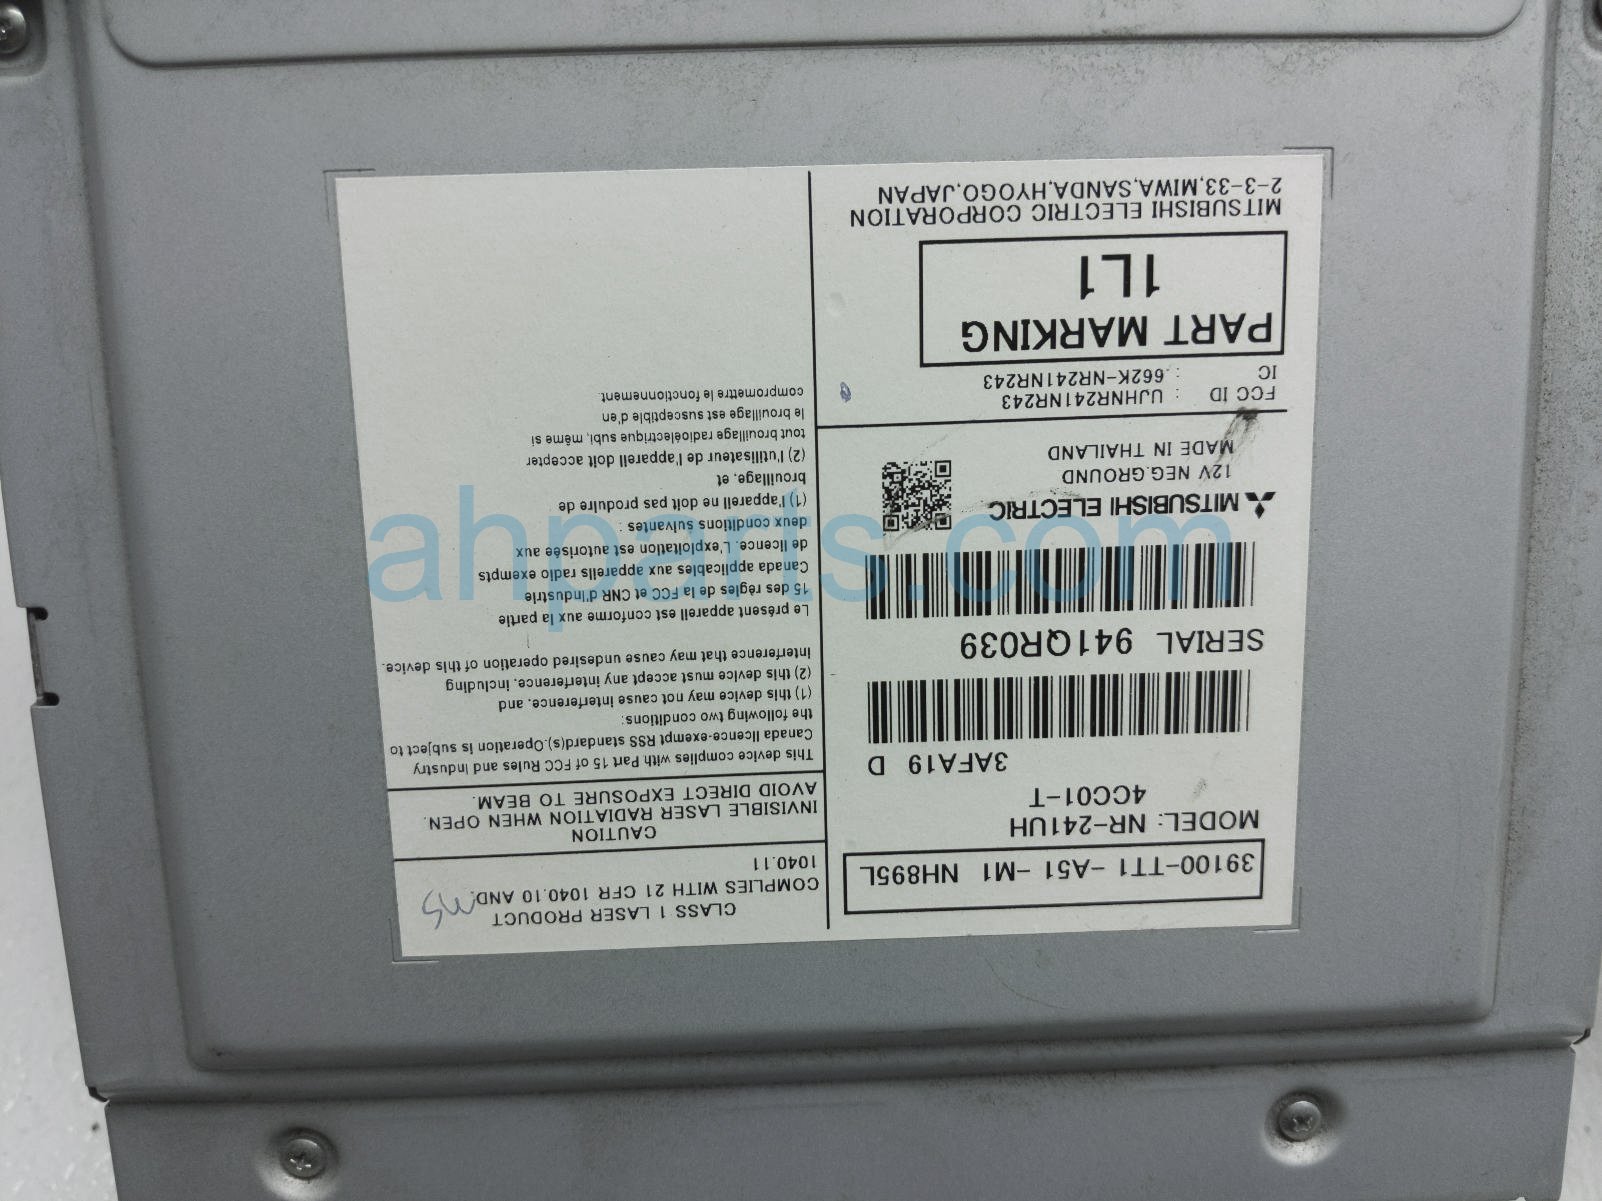 39100-TT1 -A51 -M1 NH895L
MODEL: NR-241UH
4CC01-T
3AFA19 D
SERIAL 941QR039
MITSUBISHI ELECTRIC
12V NEG.GROUND
MADE IN THAILAND
FCC ID : UJHNR241NR243
IC : 662K-NR241NR243
PART MARKING
1L1
MITSUBISHI ELECTRIC CORPORATION
2-3-33,MIWA,SANDA,HYOGO,JAPAN
CLASS 1 LASER PRODUCT
COMPLIES WITH 21 CFR 1040.10 AND
1040.11
CAUTION
INVISIBLE LASER RADIATION WHEN OPEN.
AVOID DIRECT EXPOSURE TO BEAM.
This device complies with Part 15 of FCC Rules and Industry
Canada licence-exempt RSS standard(s).Operation is subject to
the following two conditions:
(1) this device may not cause interference, and
(2) this device must accept any interference, including
interference that may cause undesired operation of this device.
Le présent appareil est conforme aux la partie
15 des règles de la FCC et CNR d'Industrie
Canada applicables aux appareils radio exempts
de licence. L'exploitation est autorisée aux
deux conditions suivantes :
(1) l'appareil ne doit pas produire de
brouillage, et
(2) l'utilisateur de l'appareil doit accepter
tout brouillage radioélectrique subi, même si
le brouillage est susceptible d'en
compromettre le fonctionnement.
ahparts.com